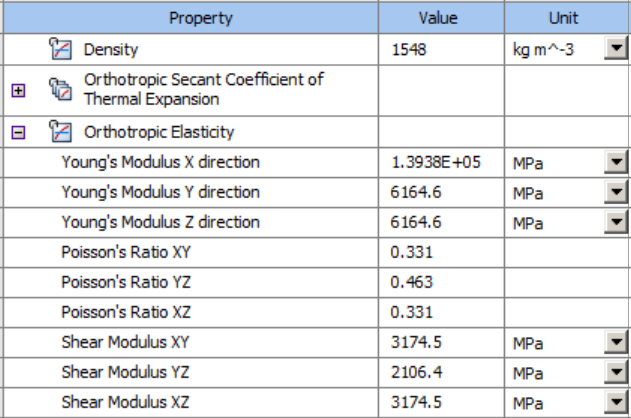 Property Value Unit
Density 1548 kg m^-3
Orthotropic Secant Coefficient of
Thermal Expansion
Orthotropic Elasticity
Young's Modulus X direction 1.3938E+05 MPa
Young's Modulus Y direction 6164.6 MPa
Young's Modulus Z direction 6164.6 MPa
Poisson's Ratio XY 0.331
Poisson's Ratio YZ 0.463
Poisson's Ratio XZ 0.331
Shear Modulus XY 3174.5 MPa
Shear Modulus YZ 2106.4 MPa
Shear Modulus XZ 3174.5 MPa